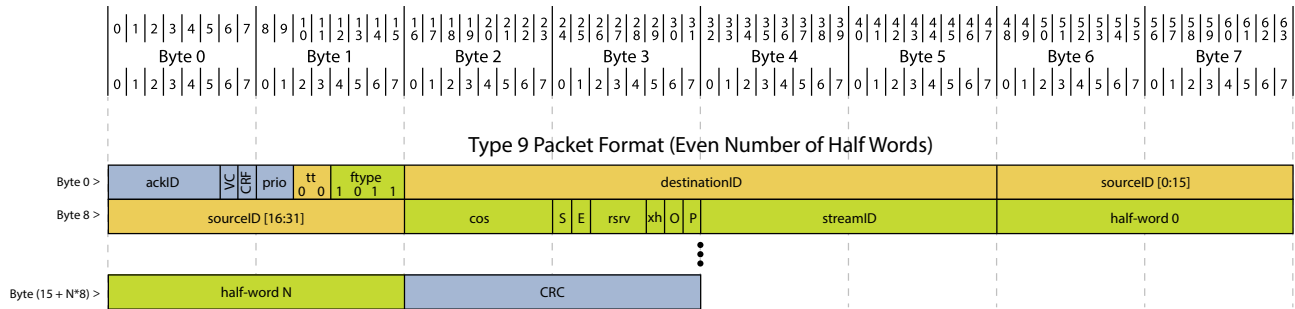 0 1 2 3 4 5 6 7 8 9 10 11 12 13 14 15 16 17 18 19 20 21 22 23 24 25 26 27 28 29 30 31 32 33 34 35 36 37 38 39 40 41 42 43 44 45 46 47 48 49 50 51 52 53 54 55 56 57 58 59 60 61 62 63
Byte 0 Byte 1 Byte 2 Byte 3 Byte 4 Byte 5 Byte 6 Byte 7
0 1 2 3 4 5 6 7 0 1 2 3 4 5 6 7 0 1 2 3 4 5 6 7 0 1 2 3 4 5 6 7 0 1 2 3 4 5 6 7 0 1 2 3 4 5 6 7 0 1 2 3 4 5 6 7 0 1 2 3 4 5 6 7
Type 9 Packet Format (Even Number of Half Words)
Byte 0 > ackID VC CRF prio tt 0 0 ftype 1 0 1 1 destinationID sourceID [0:15]
Byte 8 > sourceID [16:31] cos S E rsrv xh O P streamID half-word 0
Byte (15 + N*8) > half-word N CRC